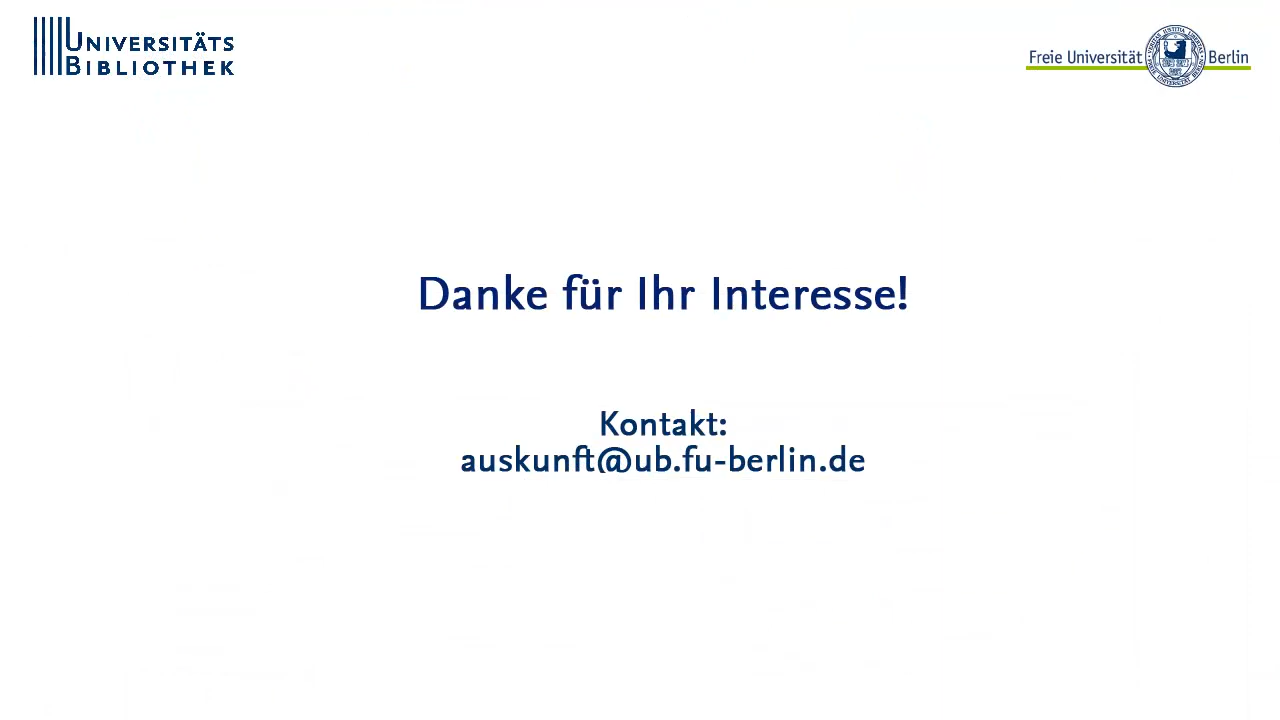 UNIVERSITÄTS
BIBLIOTHEK
Freie Universität Berlin
Danke für Ihr Interesse!
Kontakt:
auskunft@ub.fu-berlin.de